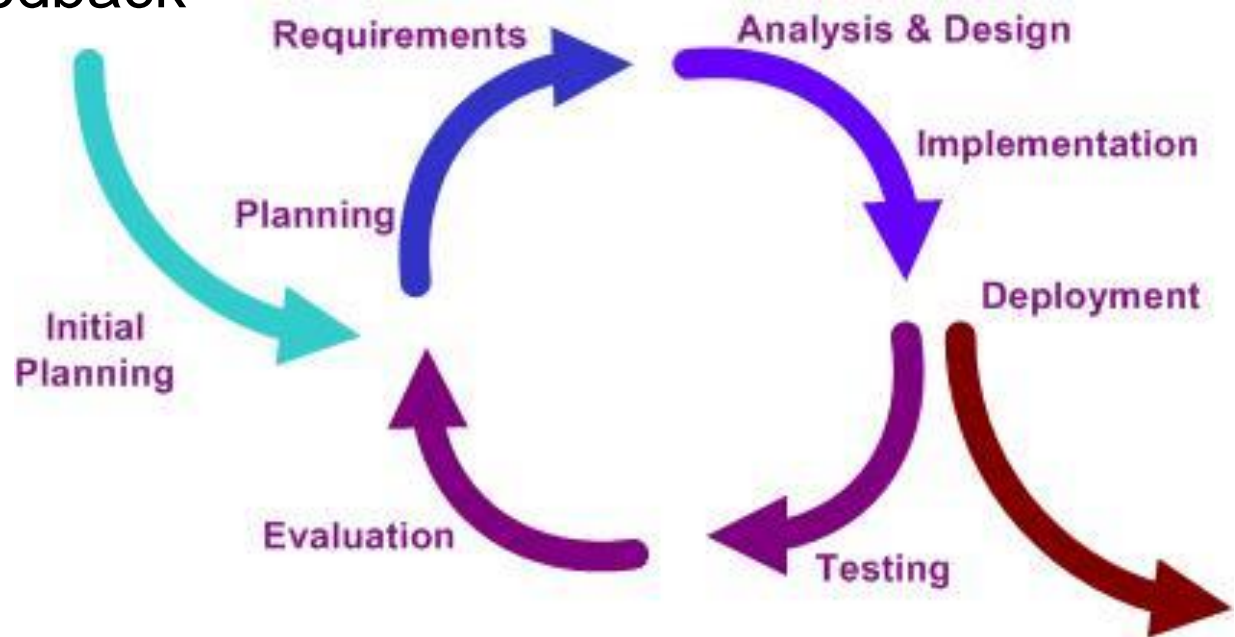 Requirements
Analysis & Design
Implementation
Planning
Deployment
Initial
Planning
Evaluation
Testing